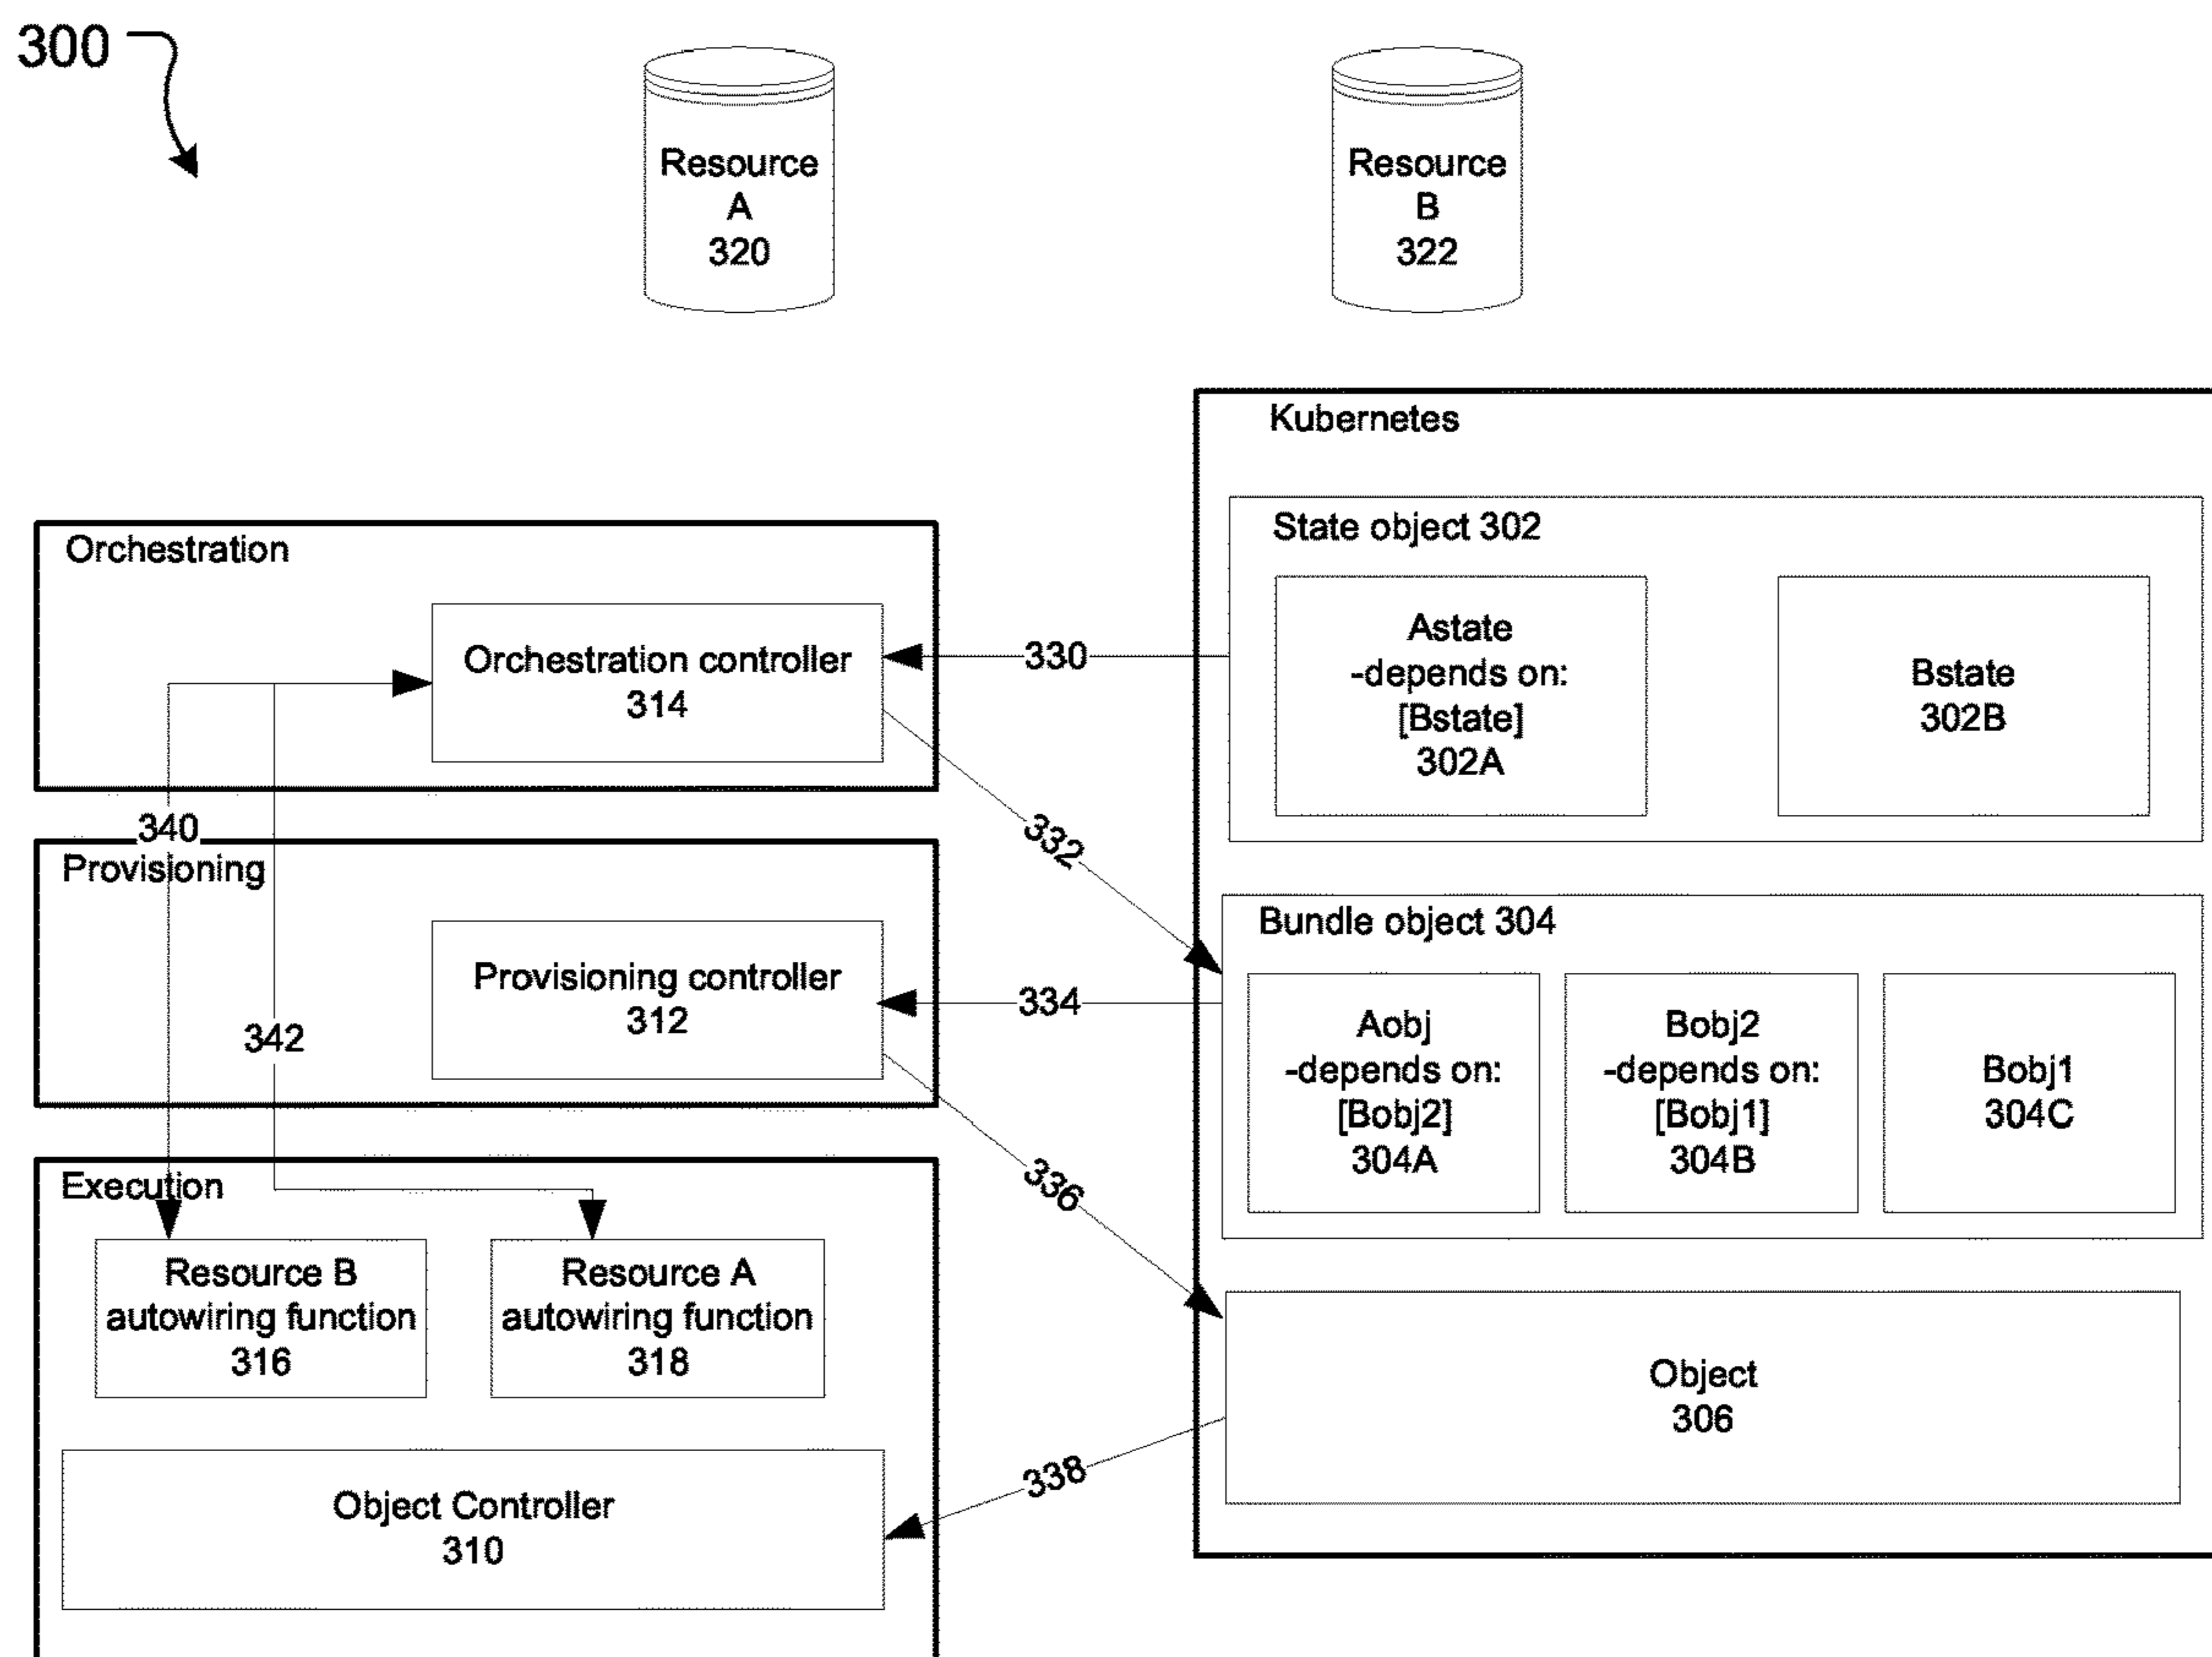 300
Resource
A
320
Resource
B
322
Kubernetes
State object 302
Astate
-depends on:
[Bstate]
302A
Bstate
302B
Orchestration
Orchestration controller
314
330
332
340
Provisioning
Provisioning controller
312
342
334
Bundle object 304
Aobj
-depends on:
[Bobj2]
304A
Bobj2
-depends on:
[Bobj1]
304B
Bobj1
304C
336
Execution
Resource B
autowiring function
316
Resource A
autowiring function
318
Object
306
338
Object Controller
310